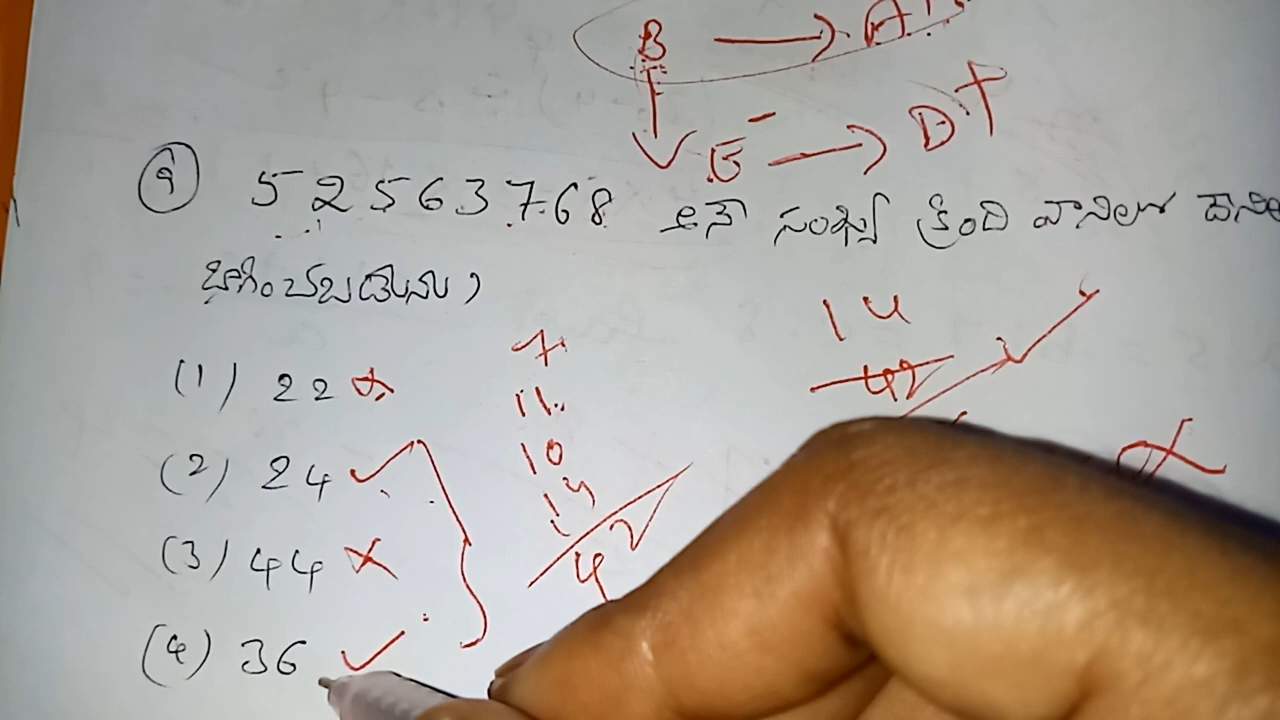 B → A
E⁻ → D⁺
9 52563768 అనే సంఖ్య క్రింది వానిలో దేని
భాగించబడును?
14
42
(1) 22 ×
7
11
(2) 24 ✓
10
14
42
(3) 44 ×
(4) 36 ✓